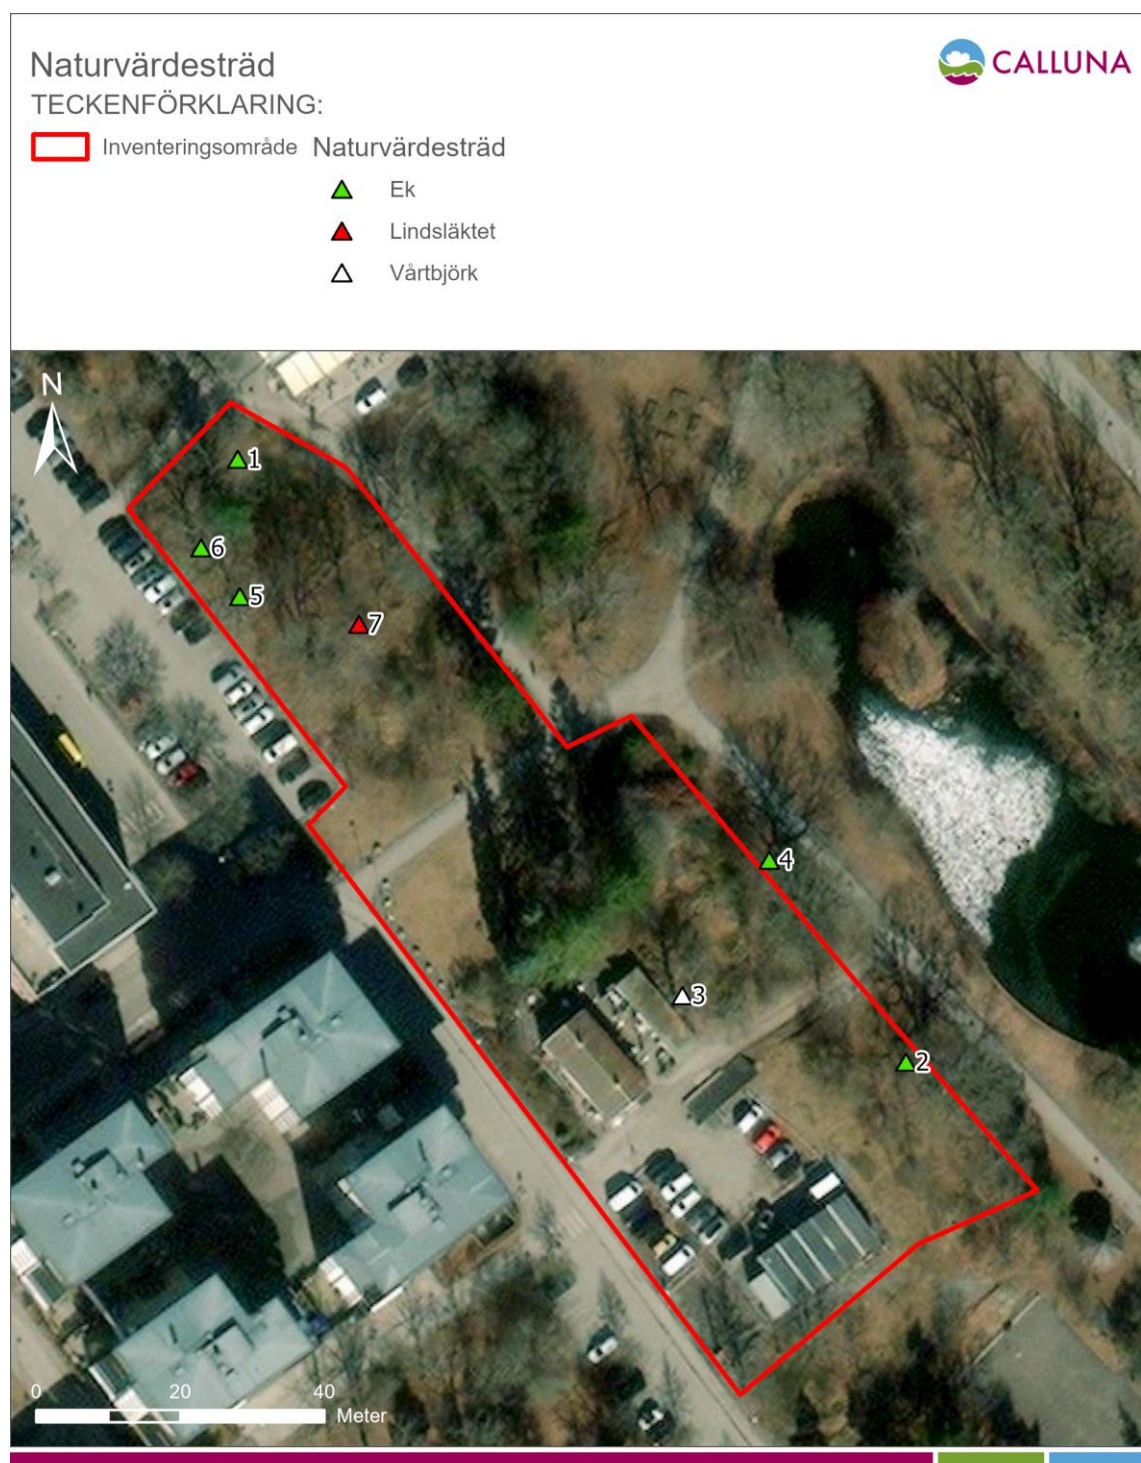 Naturvärdesträd
CALLUNA
TECKENFÖRKLARING:
Inventeringsområde Naturvärdesträd
Ek
Lindsläktet
Vårtbjörk
N
1
6
5
7
4
3
2
0 20 40
Meter